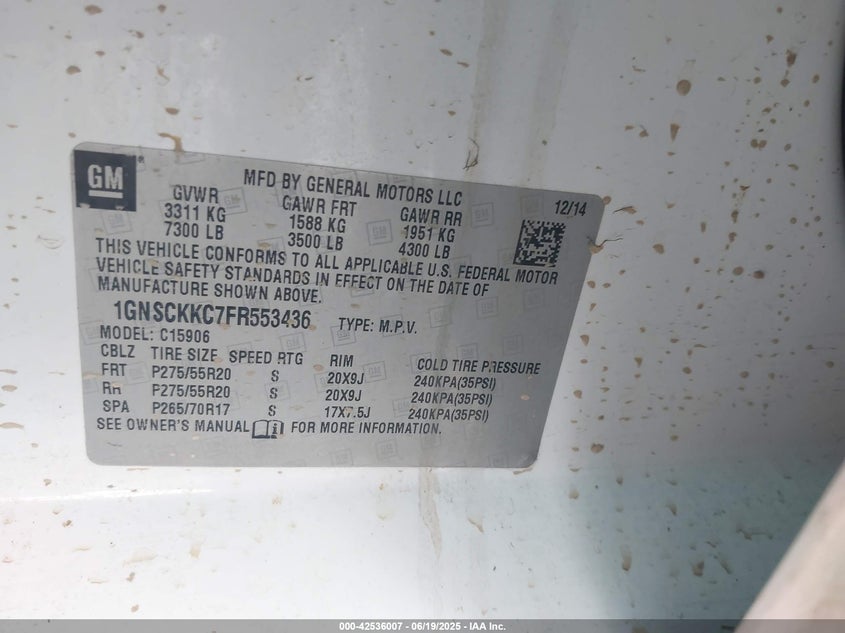 GM
MFD BY GENERAL MOTORS LLC
12/14
GVWR GAWR FRT GAWR RR
3311 KG 1588 KG 1951 KG
7300 LB 3500 LB 4300 LB
THIS VEHICLE CONFORMS TO ALL APPLICABLE U.S. FEDERAL MOTOR
VEHICLE SAFETY STANDARDS IN EFFECT ON THE DATE OF
MANUFACTURE SHOWN ABOVE.
1GNSCKKC7FR553436 TYPE: M.P.V.
MODEL: C15906
CBLZ TIRE SIZE SPEED RTG RIM COLD TIRE PRESSURE
FRT P275/55R20 S 20X9J 240KPA(35PSI)
RR P275/55R20 S 20X9J 240KPA(35PSI)
SPA P265/70R17 S 17X7.5J 240KPA(35PSI)
SEE OWNER'S MANUAL FOR MORE INFORMATION.
000-42536007 - 06/19/2025 - IAA Inc.